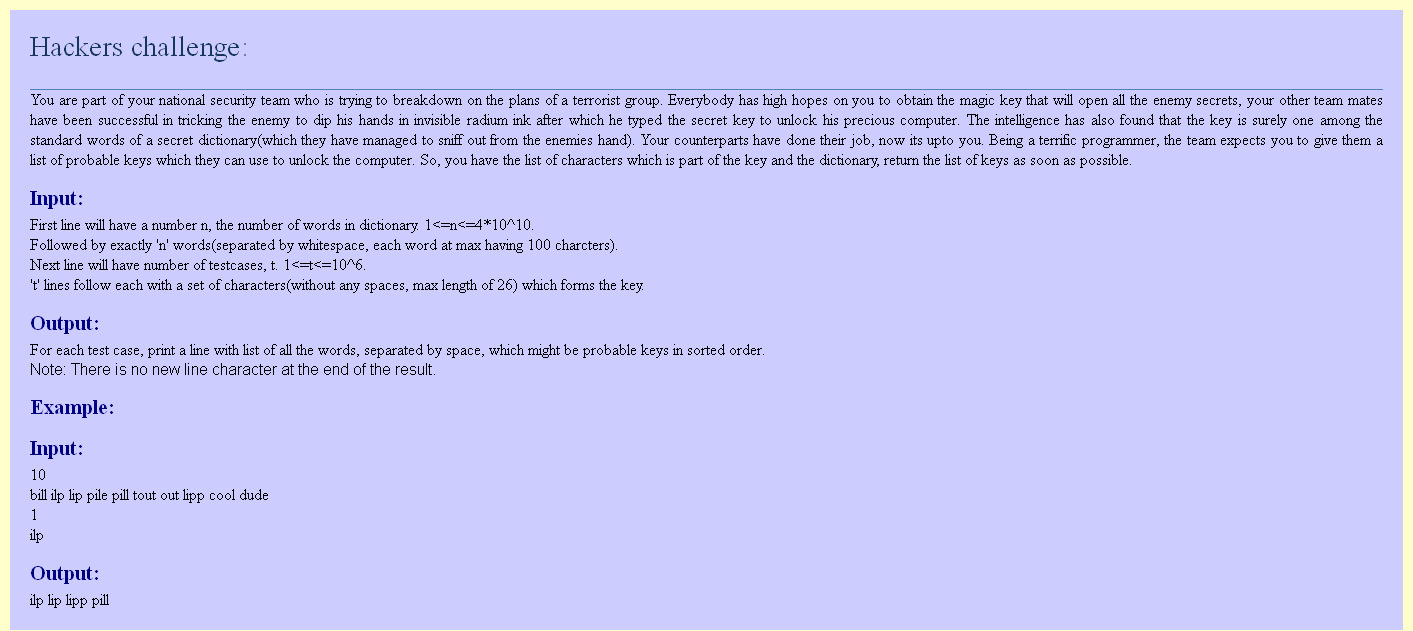 Hackers challenge:
You are part of your national security team who is trying to breakdown on the plans of a terrorist group. Everybody has high hopes on you to obtain the magic key that will open all the enemy secrets, your other team mates
have been successful in tricking the enemy to dip his hands in invisible radium ink after which he typed the secret key to unlock his precious computer. The intelligence has also found that the key is surely one among the
standard words of a secret dictionary(which they have managed to sniff out from the enemies hand). Your counterparts have done their job, now its upto you. Being a terrific programmer, the team expects you to give them a
list of probable keys which they can use to unlock the computer. So, you have the list of characters which is part of the key and the dictionary, return the list of keys as soon as possible.
Input:
First line will have a number n, the number of words in dictionary. 1<=n<=4*10^10.
Followed by exactly 'n' words(separated by whitespace, each word at max having 100 charcters).
Next line will have number of testcases, t. 1<=t<=10^6.
't' lines follow each with a set of characters(without any spaces, max length of 26) which forms the key.
Output:
For each test case, print a line with list of all the words, separated by space, which might be probable keys in sorted order.
Note: There is no new line character at the end of the result.
Example:
Input:
10
bill ilp lip pile pill tout out lipp cool dude
1
ilp
Output:
ilp lip lipp pill